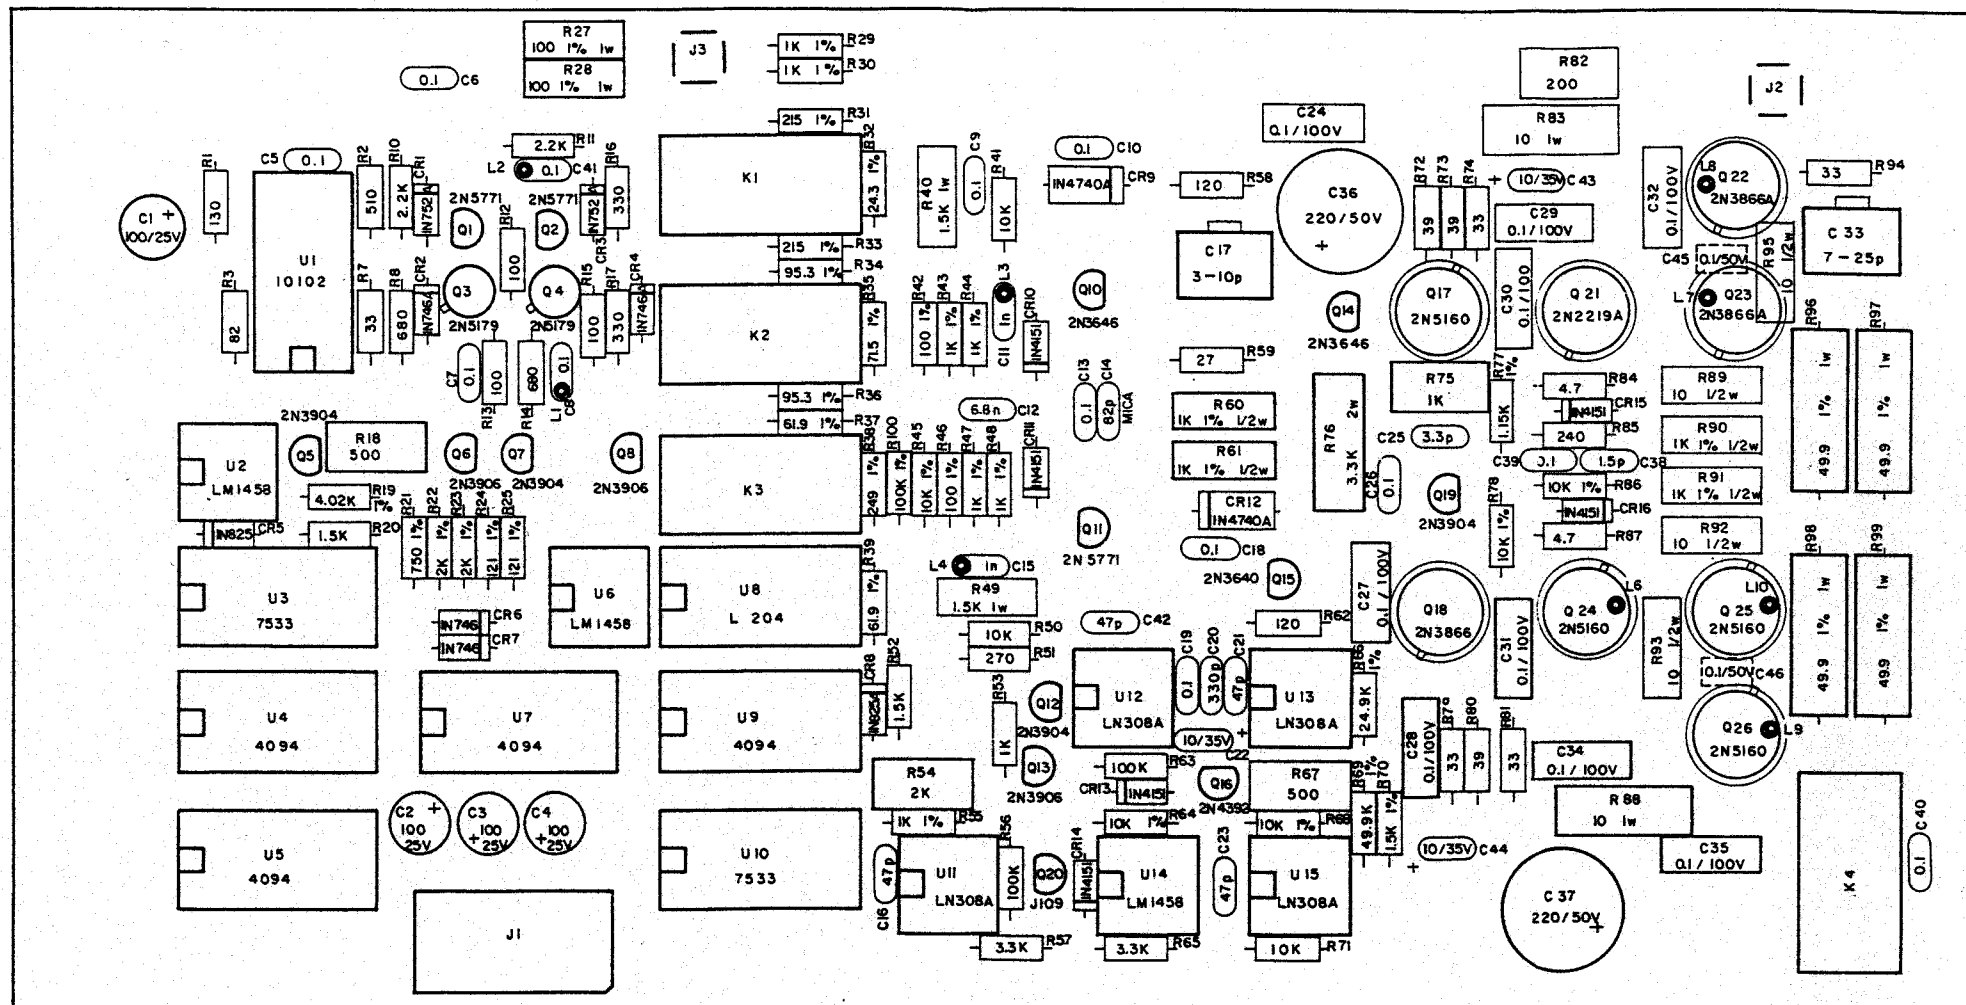 R27
100 1% 1w
R28
100 1% 1w
J3
1K 1% R29
1K 1% R30
0.1 C6
R82
200
J2
215 1% R31
C24
0.1/100V
R83
10 1w
R1
130
C5 0.1
R2
510
R10
2.2K
CR1
1N752A
R11
2.2K
L2 0.1 C41
R16
330
K1
R32
24.3 1%
R40
1.5K 1w
C9
0.1
R41
10K
0.1 C10
1N4740A CR9
120 R58
C36
220/50V
+
R72
39
R73
39
R74
33
+ 10/35V C43
C29
0.1/100V
C32
0.1/100V
L8
Q22
2N3866A
33 R94
C1 +
100/25V
2N5771
Q1
R12
100
2N5771
Q2
1N752A
CR3
U1
10102
215 1% R33
95.3 1% R34
C17
3-10p
C45 0.1/50V
R95
10 1/2w
C33
7-25p
R3
82
R7
33
R8
680
CR2
1N746A
Q3
2N5179
Q4
2N5179
R15
100
R17
330
CR4
1N746A
K2
R35
71.5 1%
R42
100 1%
R43
1K 1%
R44
1K 1%
L3
1n
C11
CR10
1N4151
Q10
2N3646
Q14
2N3646
Q17
2N5160
C30
0.1/100
Q21
2N2219A
L7
Q23
2N3866A
R96
49.9 1% 1w
R97
49.9 1% 1w
C7
0.1
100
R13
680
R14
0.1
L1
C8
27 R59
95.3 1% R36
61.9 1% R37
6.8n C12
C13
0.1
C14
82p
MICA
R60
1K 1% 1/2w
R61
1K 1% 1/2w
R76
3.3K 2w
R75
1K
R77
1%
1.15K
4.7 R84
1N4151 CR15
240 R85
R89
10 1/2w
R90
1K 1% 1/2w
2N3904
Q5
R18
500
Q6
2N3906
Q7
2N3904
Q8
2N3906
U2
LM1458
4.02K R19
1%
1N825 CR5
1.5K R20
R21
750 1%
R22
2K 1%
R23
2K 1%
R24
121 1%
R25
121 1%
K3
R38
249 1%
R100
100K 1%
R45
10K 1%
R46
100 1%
R47
1K 1%
R48
1K 1%
CR11
1N4151
CR12
1N4740A
C25 3.3p
C26
0.1
Q19
2N3904
C39 0.1
1.5p C38
10K 1% R86
1N4151 CR16
4.7 R87
R91
1K 1% 1/2w
R92
10 1/2w
R78
10K 1%
Q11
2N5771
0.1 C18
2N3640
Q15
U3
7533
1N746 CR6
1N746 CR7
U6
LM1458
U8
L 204
R39
61.9 1%
L4 1n C15
R49
1.5K 1w
10K R50
270 R51
47p C42
120 R62
C27
0.1/100V
Q18
2N3866
C31
0.1/100V
L6
Q24
2N5160
R93
10 1/2w
L10
Q25
2N5160
0.1/50V C46
R98
49.9 1% 1w
R99
49.9 1% 1w
U4
4094
U7
4094
U9
4094
CR8
1N825A
R52
1.5K
R53
1K
Q12
2N3904
U12
LN308A
C19
0.1
C20
330p
C21
47p
U13
LN308A
R66
1%
24.9K
10/35V +
C22
C28
0.1/100V
R79
33
R80
39
R81
33
C34
0.1/100V
Q26
2N5160
L9
Q13
2N3906
100K R63
CR13 1N4151
10K 1% R64
Q16
2N4392
R67
500
10K 1% R68
R69
1%
49.9K
R70
1.5K 1%
R54
2K
1K 1% R55
R88
10 1w
C35
0.1/100V
C40
0.1
K4
U5
4094
C2 +
100
25V
C3
100
+ 25V
C4
100
+ 25V
U10
7533
C16
47p
U11
LN308A
R56
100K
Q20
J109
CR14
1N4151
U14
LM1458
C23
47p
U15
LN308A
10/35V C44
+
C37
220/50V
+
J1
3.3K R57
3.3K R65
10K R71